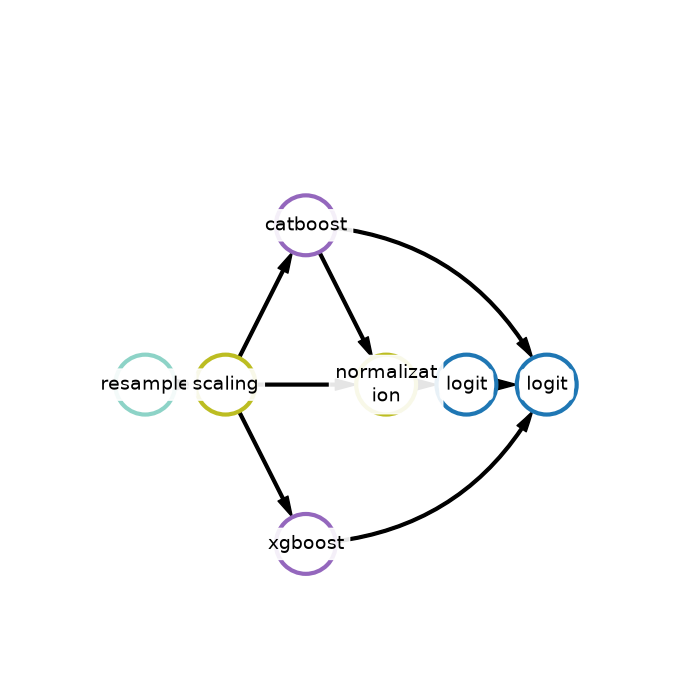 catboost
resample
scaling
normalizat
ion
logit
logit
xgboost